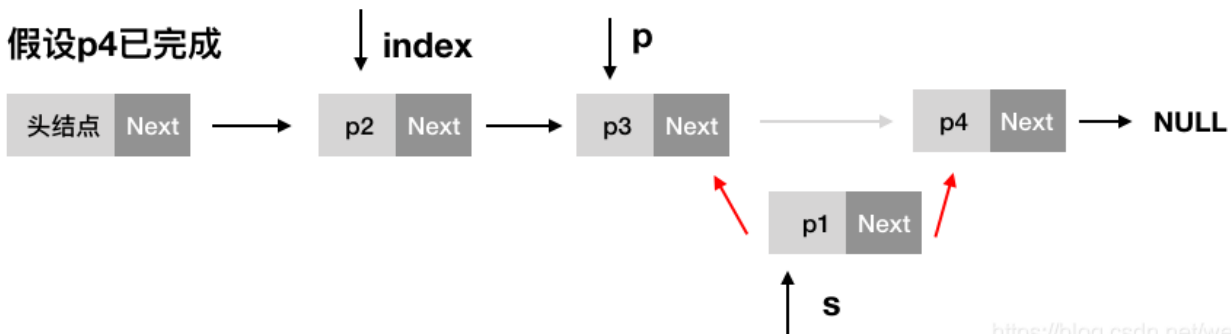 假设p4已完成
index
p
头结点 Next
p2 Next
p3 Next
p4 Next
NULL
p1 Next
s